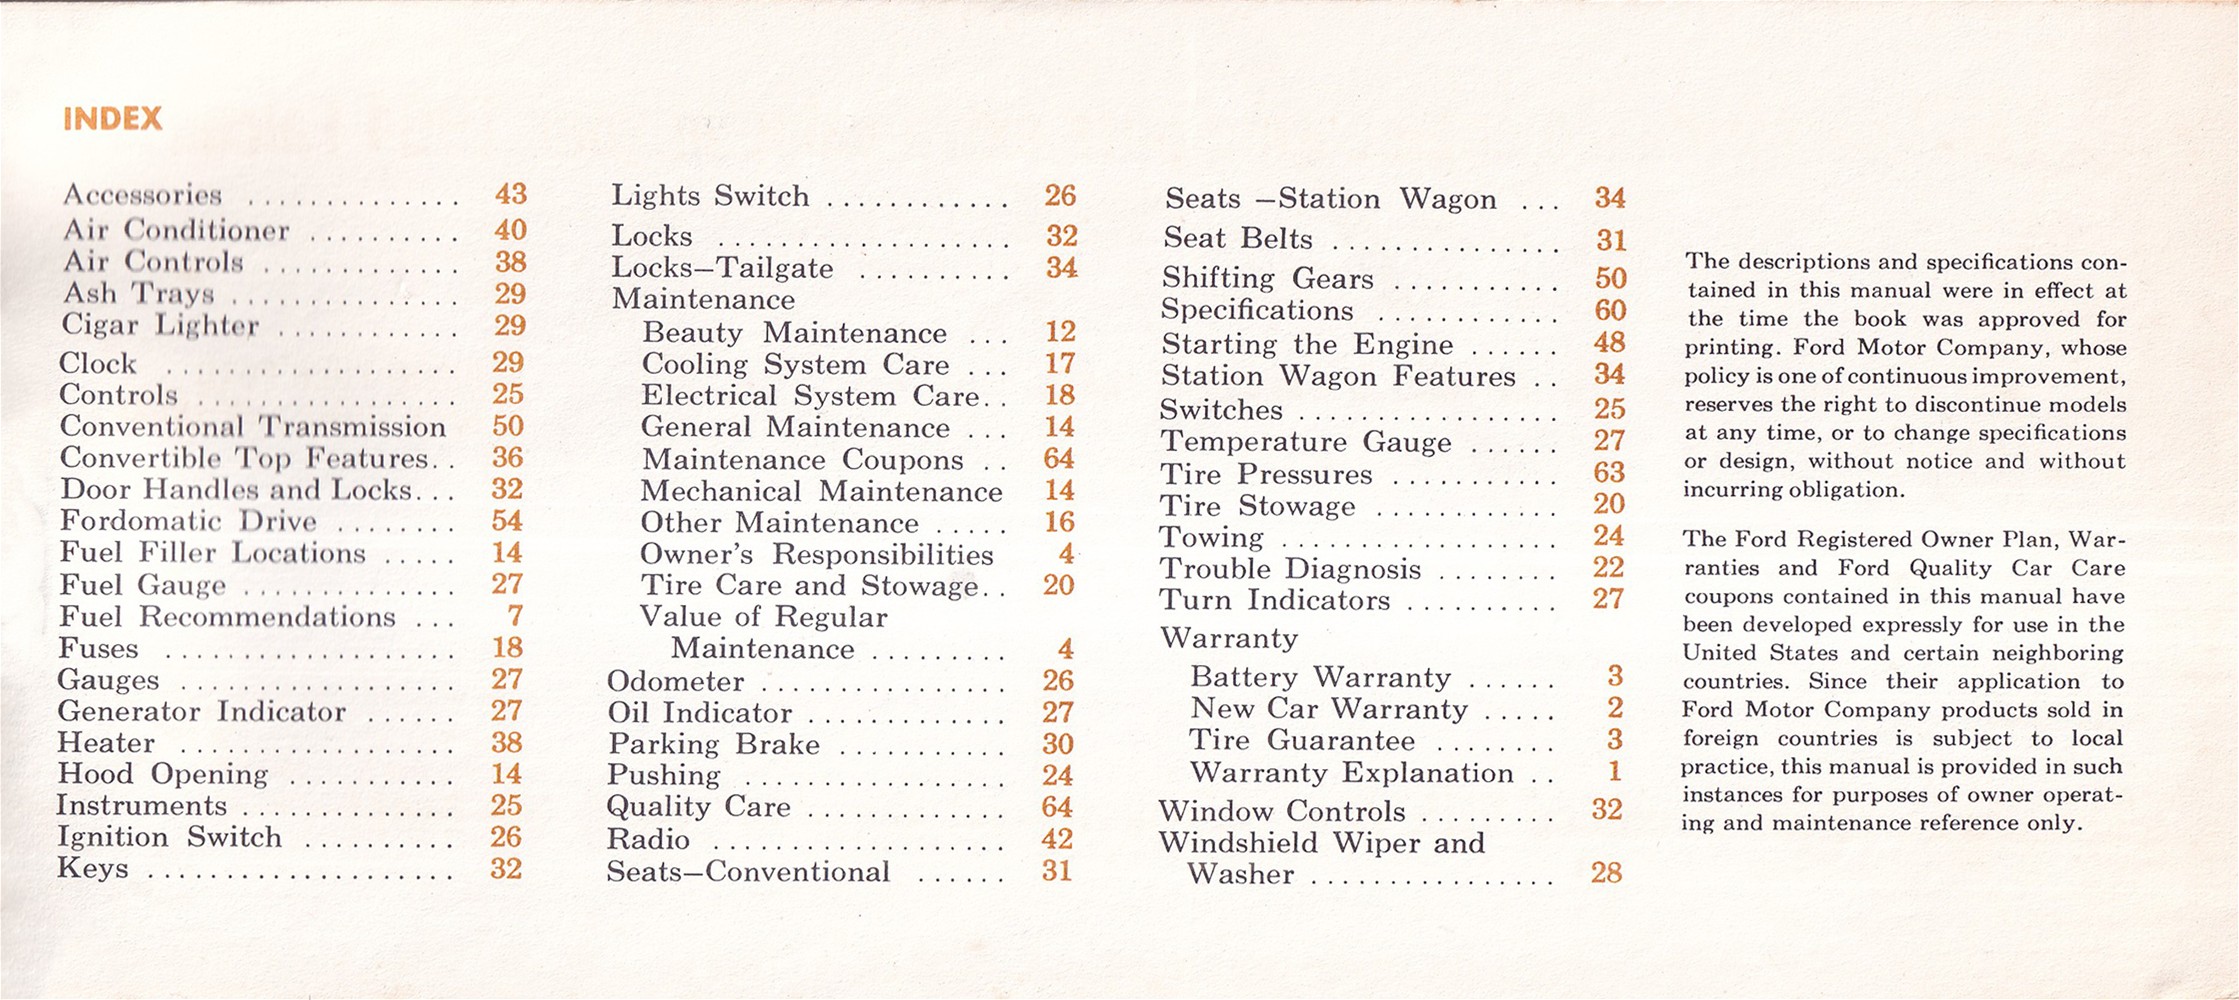 INDEX
Accessories .............. 43
Air Conditioner .......... 40
Air Controls ............. 38
Ash Trays ............... 29
Cigar Lighter ............ 29
Clock ................... 29
Controls ................. 25
Conventional Transmission 50
Convertible Top Features.. 36
Door Handles and Locks... 32
Fordomatic Drive ........ 54
Fuel Filler Locations ..... 14
Fuel Gauge .............. 27
Fuel Recommendations ... 7
Fuses ................... 18
Gauges .................. 27
Generator Indicator ...... 27
Heater .................. 38
Hood Opening ........... 14
Instruments .............. 25
Ignition Switch .......... 26
Keys .................... 32
Lights Switch ............ 26
Locks ................... 32
Locks—Tailgate .......... 34
Maintenance
Beauty Maintenance ... 12
Cooling System Care ... 17
Electrical System Care.. 18
General Maintenance ... 14
Maintenance Coupons .. 64
Mechanical Maintenance 14
Other Maintenance ..... 16
Owner's Responsibilities 4
Tire Care and Stowage.. 20
Value of Regular
Maintenance ......... 4
Odometer ................ 26
Oil Indicator ............. 27
Parking Brake ........... 30
Pushing ................. 24
Quality Care ............. 64
Radio ................... 42
Seats—Conventional ...... 31
Seats —Station Wagon ... 34
Seat Belts ............... 31
Shifting Gears ........... 50
Specifications ............ 60
Starting the Engine ...... 48
Station Wagon Features .. 34
Switches ................. 25
Temperature Gauge ...... 27
Tire Pressures ........... 63
Tire Stowage ............ 20
Towing .................. 24
Trouble Diagnosis ........ 22
Turn Indicators .......... 27
Warranty
Battery Warranty ...... 3
New Car Warranty ..... 2
Tire Guarantee ........ 3
Warranty Explanation .. 1
Window Controls ......... 32
Windshield Wiper and
Washer ................ 28
The descriptions and specifications con-
tained in this manual were in effect at
the time the book was approved for
printing. Ford Motor Company, whose
policy is one of continuous improvement,
reserves the right to discontinue models
at any time, or to change specifications
or design, without notice and without
incurring obligation.
The Ford Registered Owner Plan, War-
ranties and Ford Quality Car Care
coupons contained in this manual have
been developed expressly for use in the
United States and certain neighboring
countries. Since their application to
Ford Motor Company products sold in
foreign countries is subject to local
practice, this manual is provided in such
instances for purposes of owner operat-
ing and maintenance reference only.